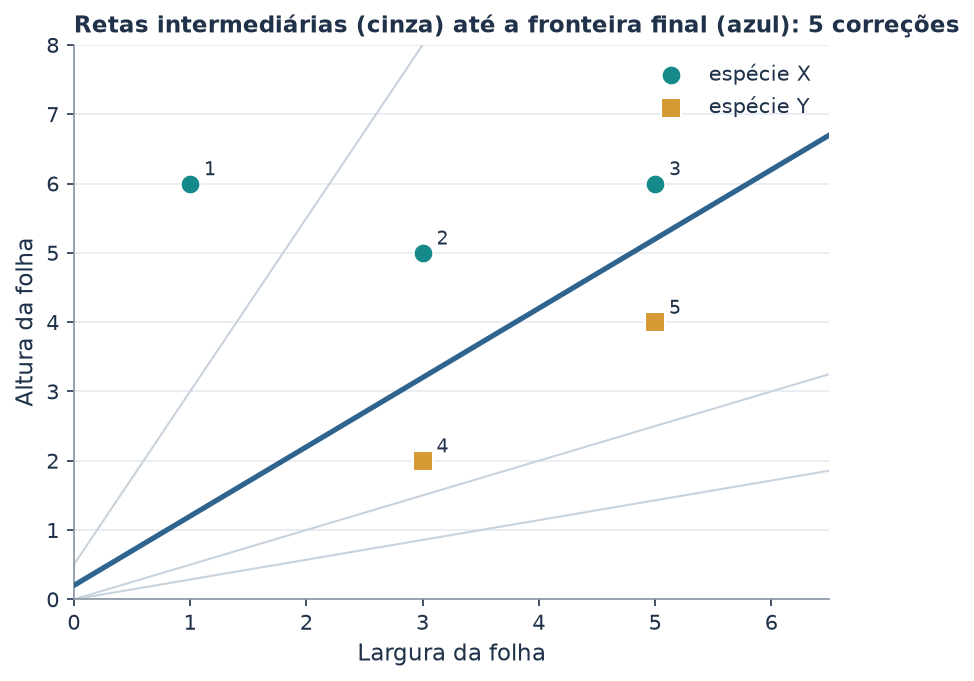 Retas intermediárias (cinza) até a fronteira final (azul): 5 correções
8
7
6
5
4
3
2
1
0
Altura da folha
espécie X
espécie Y
1
2
3
4
5
0 1 2 3 4 5 6
Largura da folha